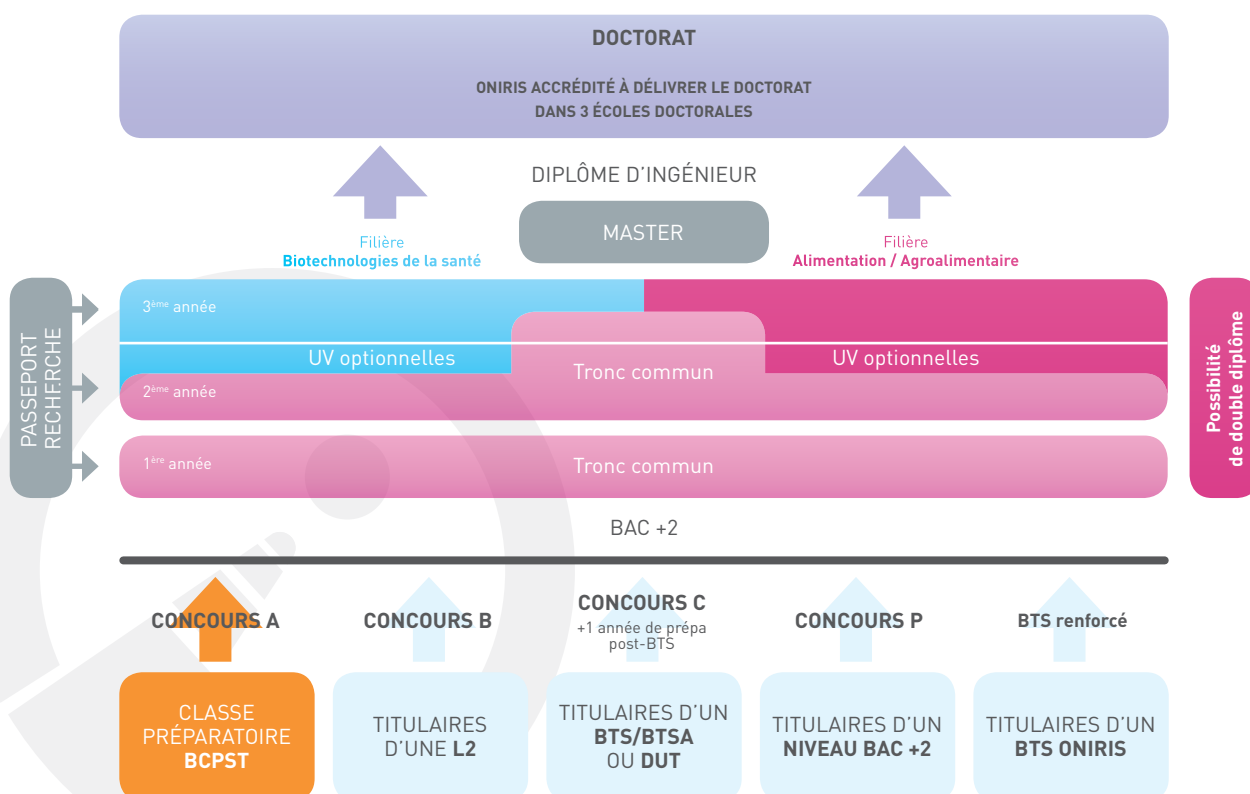 DOCTORAT
ONIRIS ACCRÉDITÉ À DÉLIVRER LE DOCTORAT
DANS 3 ÉCOLES DOCTORALES
DIPLÔME D'INGÉNIEUR
MASTER
Filière
Biotechnologies de la santé
Filière
Alimentation / Agroalimentaire
PASSEPORT
RECHERCHE
3ème année
UV optionnelles
UV optionnelles
Tronc commun
2ème année
1ère année
Tronc commun
Possibilité
de double diplôme
BAC +2
CONCOURS A
CONCOURS B
CONCOURS C
+1 année de prépa
post-BTS
CONCOURS P
BTS renforcé
CLASSE
PRÉPARATOIRE
BCPST
TITULAIRES
D'UNE L2
TITULAIRES D'UN
BTS/BTSA
OU DUT
TITULAIRES D'UN
NIVEAU BAC +2
TITULAIRES D'UN
BTS ONIRIS